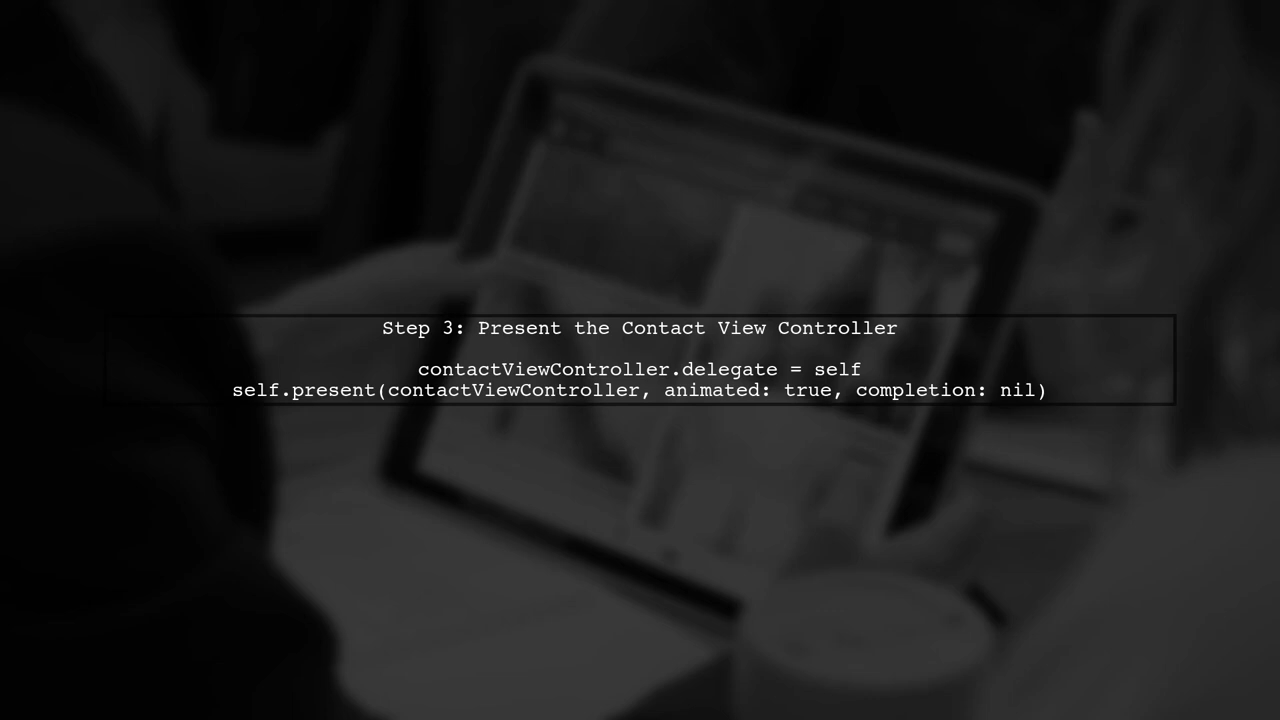 Step 3: Present the Contact View Controller
contactViewController.delegate = self
self.present(contactViewController, animated: true, completion: nil)